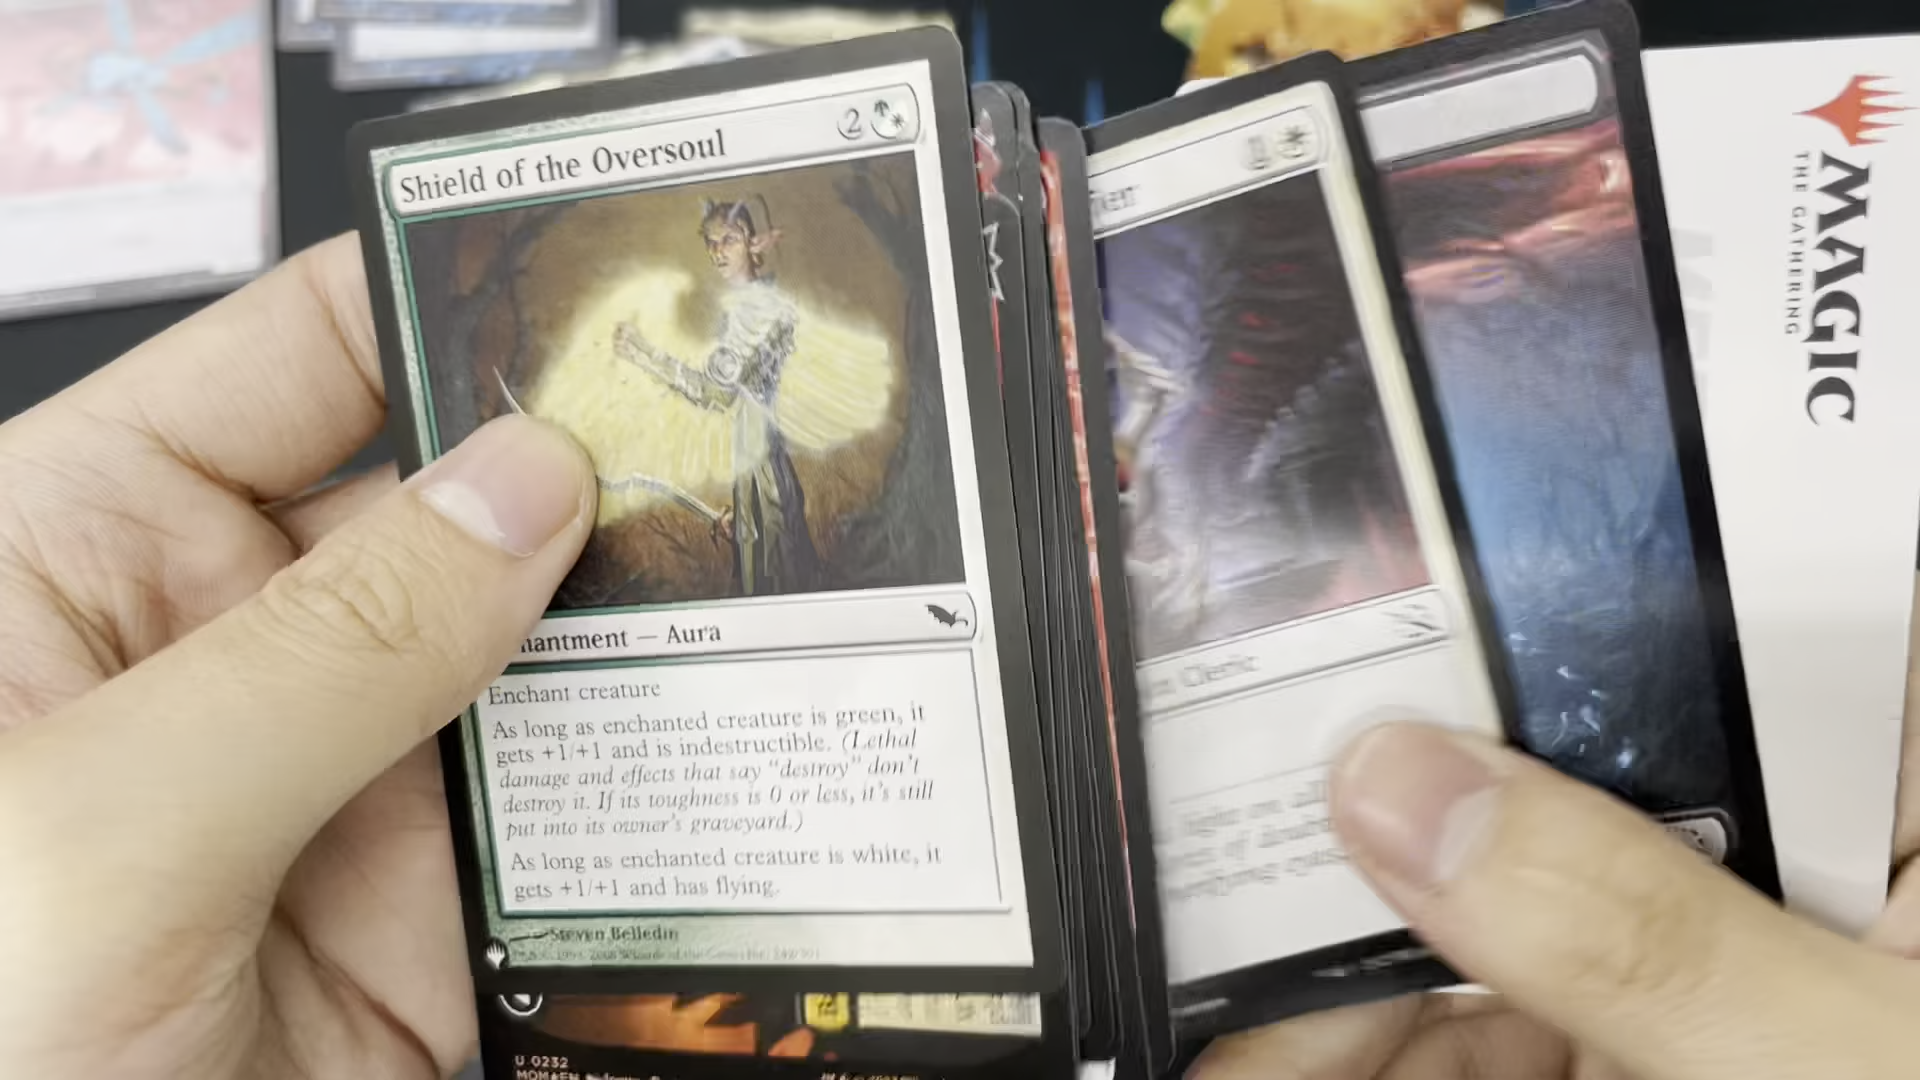 Shield of the Oversoul
2
hantment — Aura
Enchant creature
As long as enchanted creature is green, it
gets +1/+1 and is indestructible. (Lethal
damage and effects that say "destroy" don't
destroy it. If its toughness is 0 or less, it's still
put into its owner's graveyard.)
As long as enchanted creature is white, it
gets +1/+1 and has flying.
Steven Belledin
U 0232
1
Cleric
MAGIC
THE GATHERING